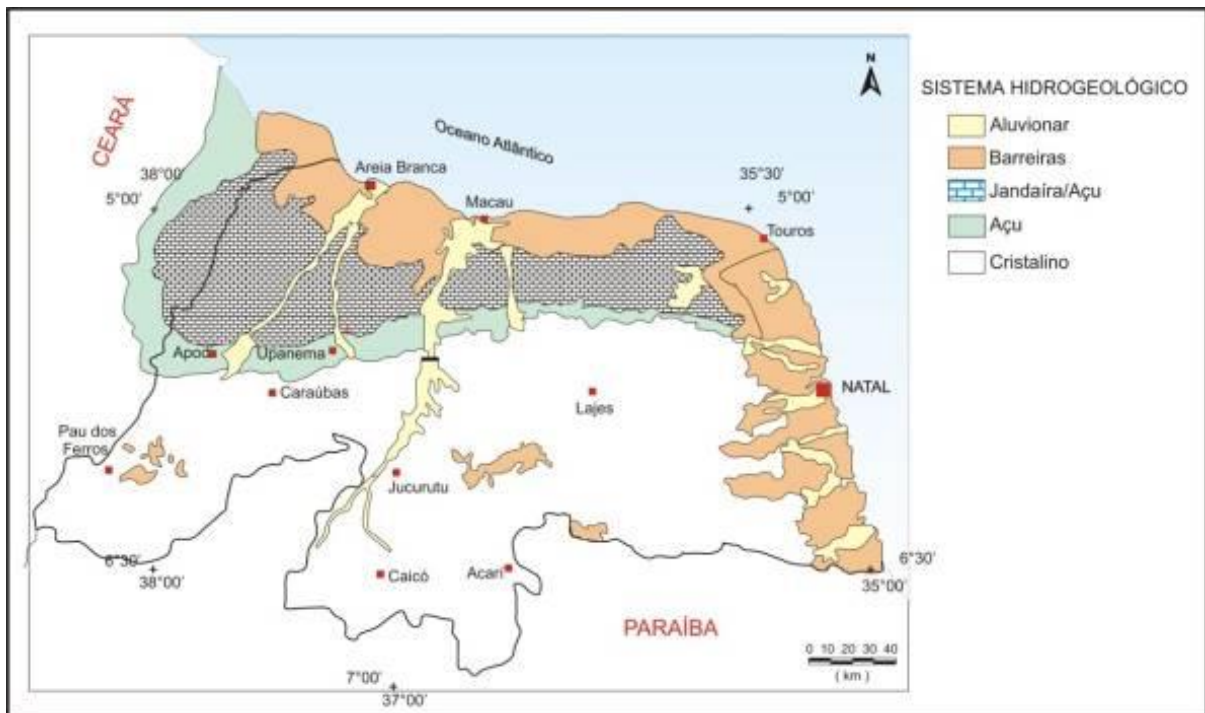 N
SISTEMA HIDROGEOLÓGICO
Aluvionar
Barreiras
Jandaíra/Açu
Açu
Cristalino
CEARÁ
Oceano Atlântico
38°00'
5°00'
Areia Branca
Macau
35°30'
5°00'
Touros
Apodi
Upanema
Caraúbas
Lajes
NATAL
Pau dos
Ferros
Jucurutu
6°30'
38°00'
Caicó
Acari
6°30'
35°00'
PARAÍBA
0 10 20 30 40
( km )
7°00'
37°00'